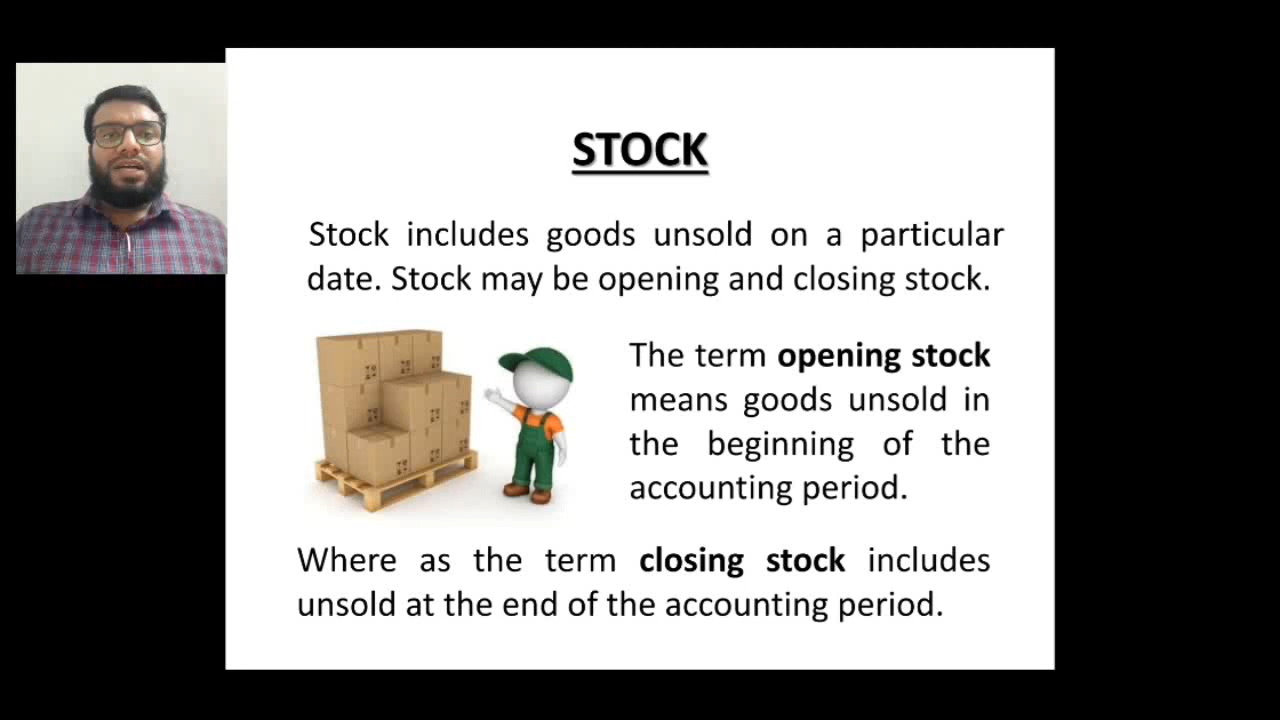 STOCK
Stock includes goods unsold on a particular
date. Stock may be opening and closing stock.
The term opening stock
means goods unsold in
the beginning of the
accounting period.
Where as the term closing stock includes
unsold at the end of the accounting period.